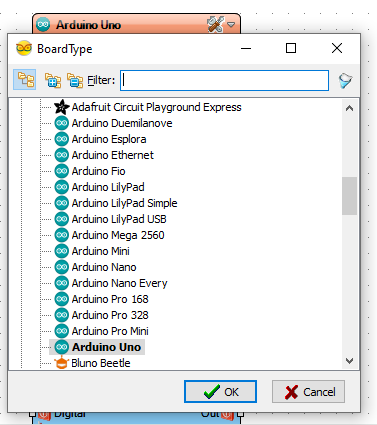 Arduino Uno
BoardType
Filter:
Adafruit Circuit Playground Express
Arduino Duemilanove
Arduino Esplora
Arduino Ethernet
Arduino Fio
Arduino LilyPad
Arduino LilyPad Simple
Arduino LilyPad USB
Arduino Mega 2560
Arduino Mini
Arduino Nano
Arduino Nano Every
Arduino Pro 168
Arduino Pro 328
Arduino Pro Mini
Arduino Uno
Bluno Beetle
OK
Cancel
Digital
Out